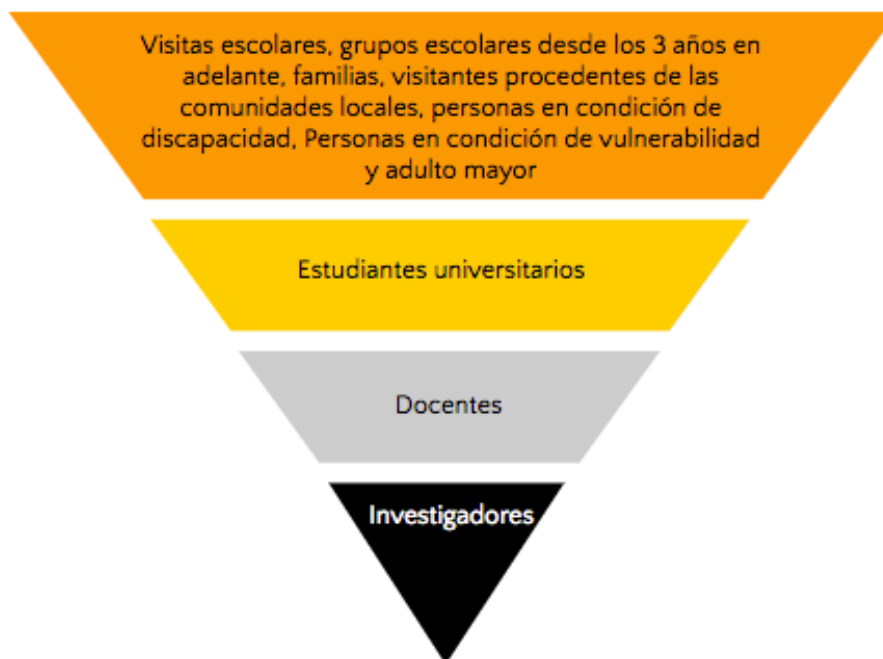 Visitas escolares, grupos escolares desde los 3 años en
adelante, familias, visitantes procedentes de las
comunidades locales, personas en condición de
discapacidad, Personas en condición de vulnerabilidad
y adulto mayor
Estudiantes universitarios
Docentes
Investigadores